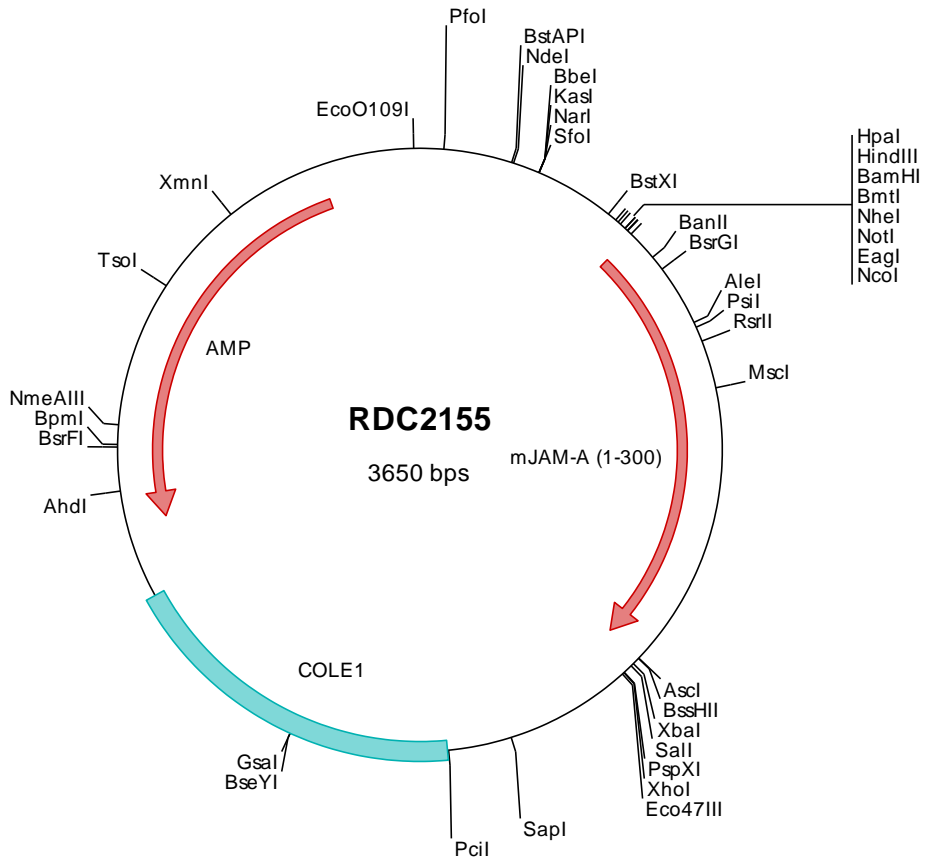 PfoI
BstAPI
NdeI
BbeI
KasI
NarI
SfoI
EcoO109I
HpaI
HindIII
BamHI
BmtI
NheI
NotI
EagI
NcoI
XmnI
BstXI
BanII
BsrGI
TsoI
AleI
PsiI
RsrII
AMP
MscI
NmeAIII
BpmI
BsrFI
RDC2155
mJAM-A (1-300)
3650 bps
AhdI
COLE1
AscI
BssHII
XbaI
SalI
PspXI
XhoI
Eco47III
GsaI
BseYI
SapI
PciI